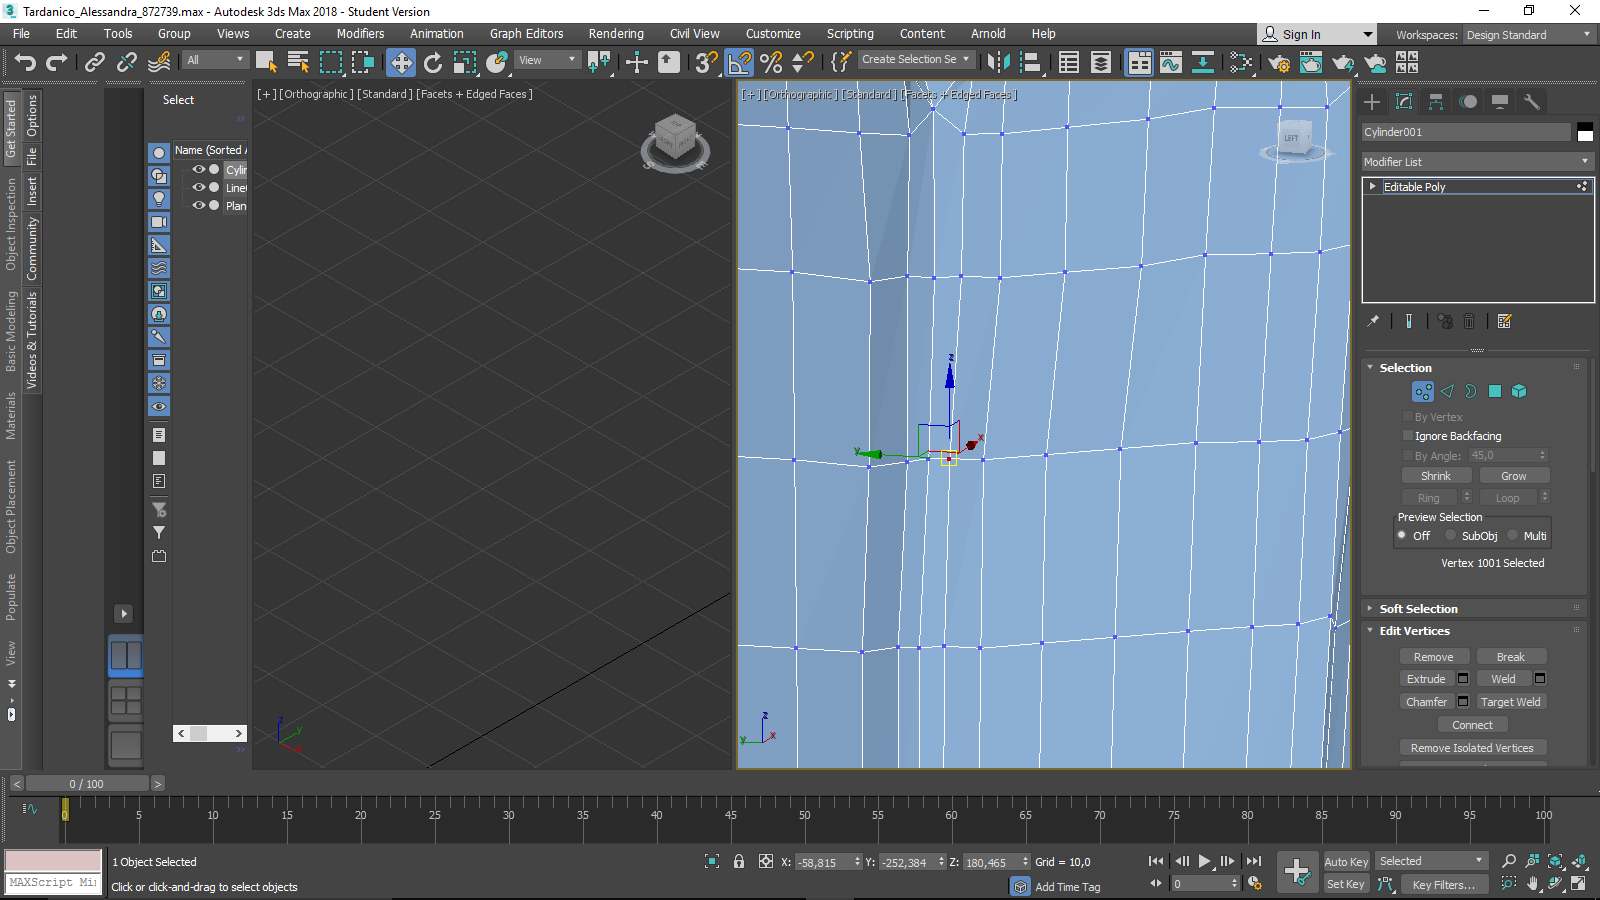 Tardanico_Alessandra_872739.max - Autodesk 3ds Max 2018 - Student Version
File Edit Tools Group Views Create Modifiers Animation Graph Editors Rendering Civil View Customize Scripting Content Arnold Help Sign In Workspaces: Design Standard
All View Create Selection Se
Get Started
Object Inspection
Basic Modeling
Materials
Object Placement
Populate
View
Options
File
Insert
Community
Videos & Tutorials
Select
Name (Sorted A
Cylin
Line
Plan
[+] [Orthographic] [Standard] [Facets + Edged Faces]
[+] [Orthographic] [Standard] [Facets + Edged Faces]
TOP
LEFT
z
x
y
z
y
x
z
y
x
Cylinder001
Modifier List
Editable Poly
Selection
By Vertex
Ignore Backfacing
By Angle: 45,0
Shrink Grow
Ring Loop
Preview Selection
Off SubObj Multi
Vertex 1001 Selected
Soft Selection
Edit Vertices
Remove Break
Extrude Weld
Chamfer Target Weld
Connect
Remove Isolated Vertices
< 0 / 100 >
0 5 10 15 20 25 30 35 40 45 50 55 60 65 70 75 80 85 90 95 100
1 Object Selected X: -58,815 Y: -252,384 Z: 180,465 Grid = 10,0 Auto Key Selected
MAXScript Mi Click or click-and-drag to select objects Add Time Tag 0 Set Key Key Filters...